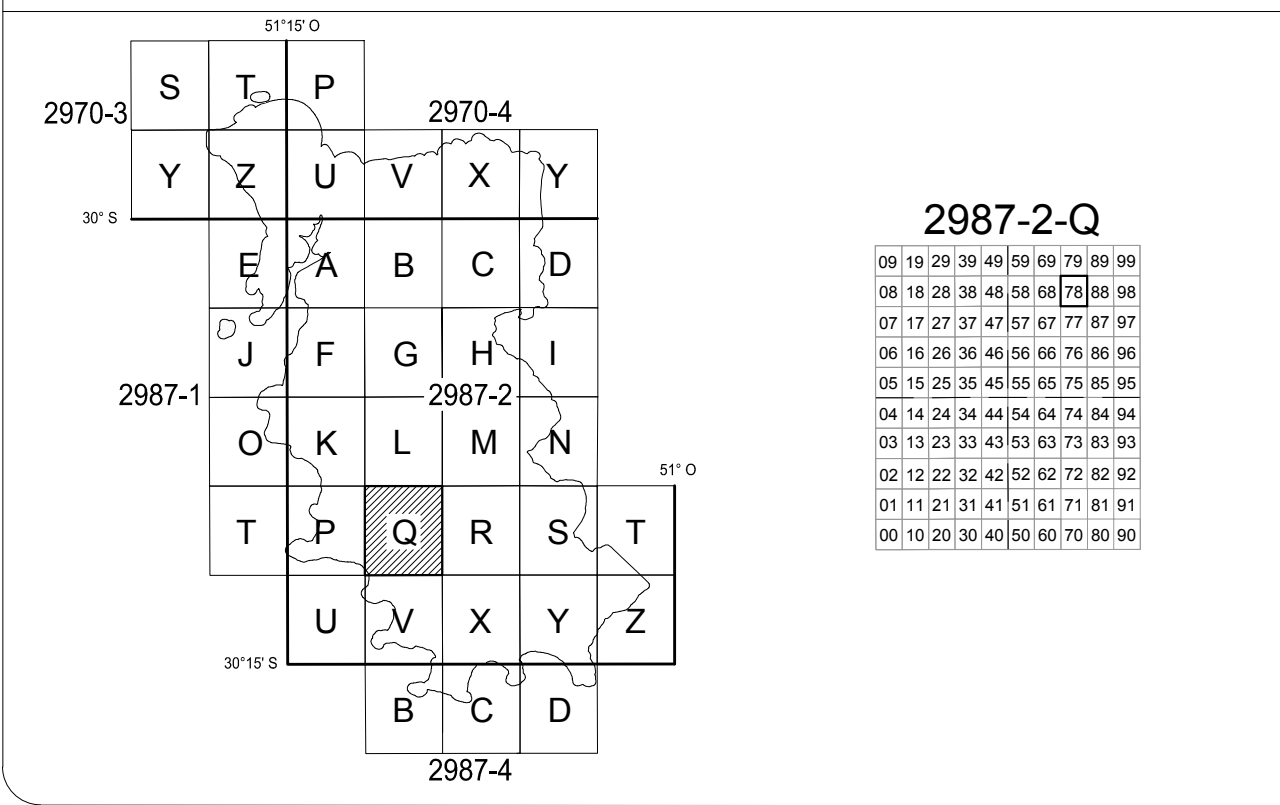 51°15' O
S T P
2970-3 2970-4
Y Z U V X Y
30° S
E A B C D
J F G H I
2987-1 2987-2
O K L M N
51° O
T P Q R S T
U V X Y Z
30°15' S
B C D
2987-4
2987-2-Q
09 19 29 39 49 59 69 79 89 99
08 18 28 38 48 58 68 78 88 98
07 17 27 37 47 57 67 77 87 97
06 16 26 36 46 56 66 76 86 96
05 15 25 35 45 55 65 75 85 95
04 14 24 34 44 54 64 74 84 94
03 13 23 33 43 53 63 73 83 93
02 12 22 32 42 52 62 72 82 92
01 11 21 31 41 51 61 71 81 91
00 10 20 30 40 50 60 70 80 90